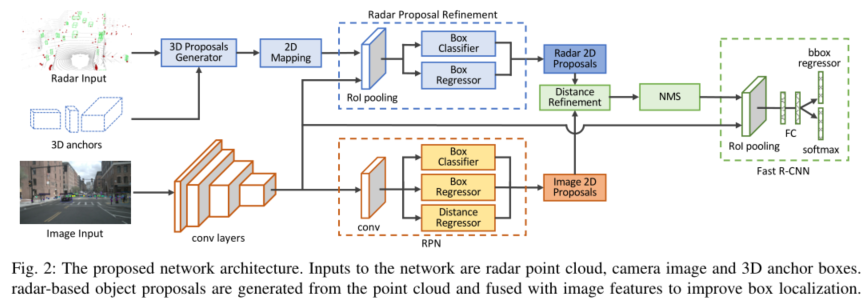 Radar Proposal Refinement
Radar Input
3D Proposals
Generator
2D
Mapping
RoI pooling
Box
Classifier
Box
Regressor
Radar 2D
Proposals
Distance
Refinement
NMS
bbox
regressor
RoI pooling
FC
softmax
Fast R-CNN
3D anchors
Image Input
conv layers
conv
Box
Classifier
Box
Regressor
Distance
Regressor
RPN
Image 2D
Proposals
Fig. 2: The proposed network architecture. Inputs to the network are radar point cloud, camera image and 3D anchor boxes.
radar-based object proposals are generated from the point cloud and fused with image features to improve box localization.